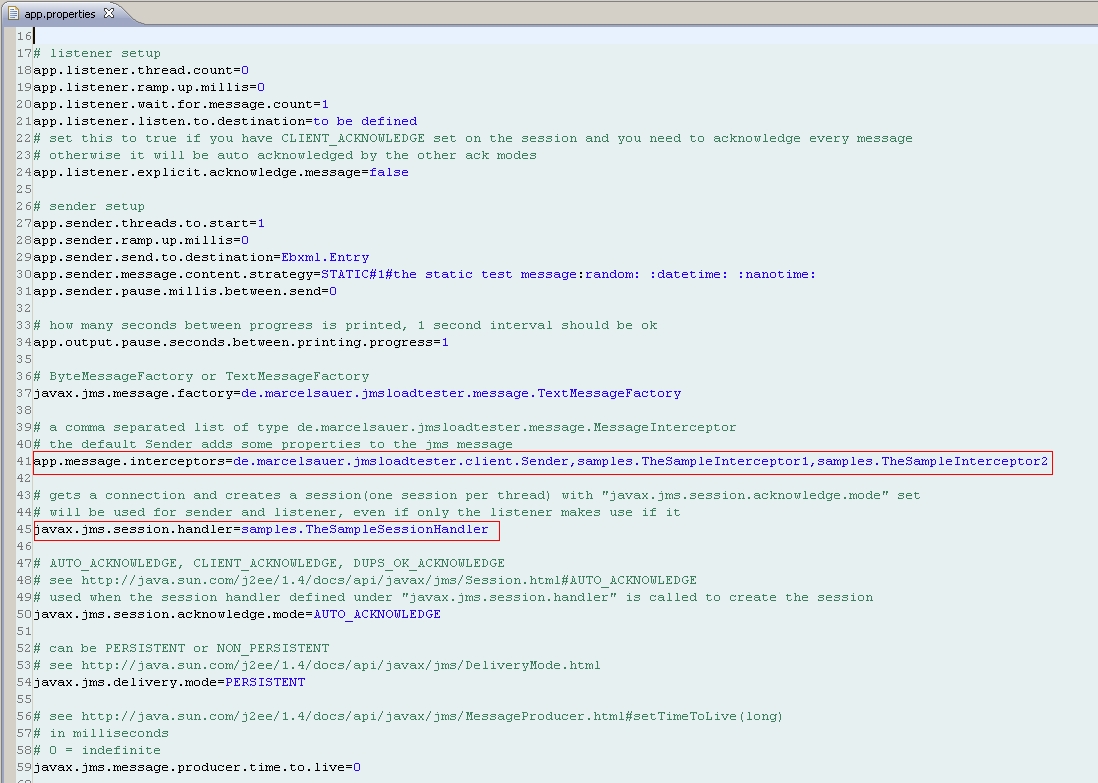 app.properties
16
17# listener setup
18app.listener.thread.count=0
19app.listener.ramp.up.millis=0
20app.listener.wait.for.message.count=1
21app.listener.listen.to.destination=to be defined
22# set this to true if you have CLIENT_ACKNOWLEDGE set on the session and you need to acknowledge every message
23# otherwise it will be auto acknowledged by the other ack modes
24app.listener.explicit.acknowledge.message=false
25
26# sender setup
27app.sender.threads.to.start=1
28app.sender.ramp.up.millis=0
29app.sender.send.to.destination=Ebxml.Entry
30app.sender.message.content.strategy=STATIC#1#the static test message:random: :datetime: :nanotime:
31app.sender.pause.millis.between.send=0
32
33# how many seconds between progress is printed, 1 second interval should be ok
34app.output.pause.seconds.between.printing.progress=1
35
36# ByteMessageFactory or TextMessageFactory
37javax.jms.message.factory=de.marcelsauer.jmsloadtester.message.TextMessageFactory
38
39# a comma separated list of type de.marcelsauer.jmsloadtester.message.MessageInterceptor
40# the default Sender adds some properties to the jms message
41app.message.interceptors=de.marcelsauer.jmsloadtester.client.Sender,samples.TheSampleInterceptor1,samples.TheSampleInterceptor2
42
43# gets a connection and creates a session(one session per thread) with "javax.jms.session.acknowledge.mode" set
44# will be used for sender and listener, even if only the listener makes use if it
45javax.jms.session.handler=samples.TheSampleSessionHandler
46
47# AUTO_ACKNOWLEDGE, CLIENT_ACKNOWLEDGE, DUPS_OK_ACKNOWLEDGE
48# see http://java.sun.com/j2ee/1.4/docs/api/javax/jms/Session.html#AUTO_ACKNOWLEDGE
49# used when the session handler defined under "javax.jms.session.handler" is called to create the session
50javax.jms.session.acknowledge.mode=AUTO_ACKNOWLEDGE
51
52# can be PERSISTENT or NON_PERSISTENT
53# see http://java.sun.com/j2ee/1.4/docs/api/javax/jms/DeliveryMode.html
54javax.jms.delivery.mode=PERSISTENT
55
56# see http://java.sun.com/j2ee/1.4/docs/api/javax/jms/MessageProducer.html#setTimeToLive(long)
57# in milliseconds
58# 0 = indefinite
59javax.jms.message.producer.time.to.live=0